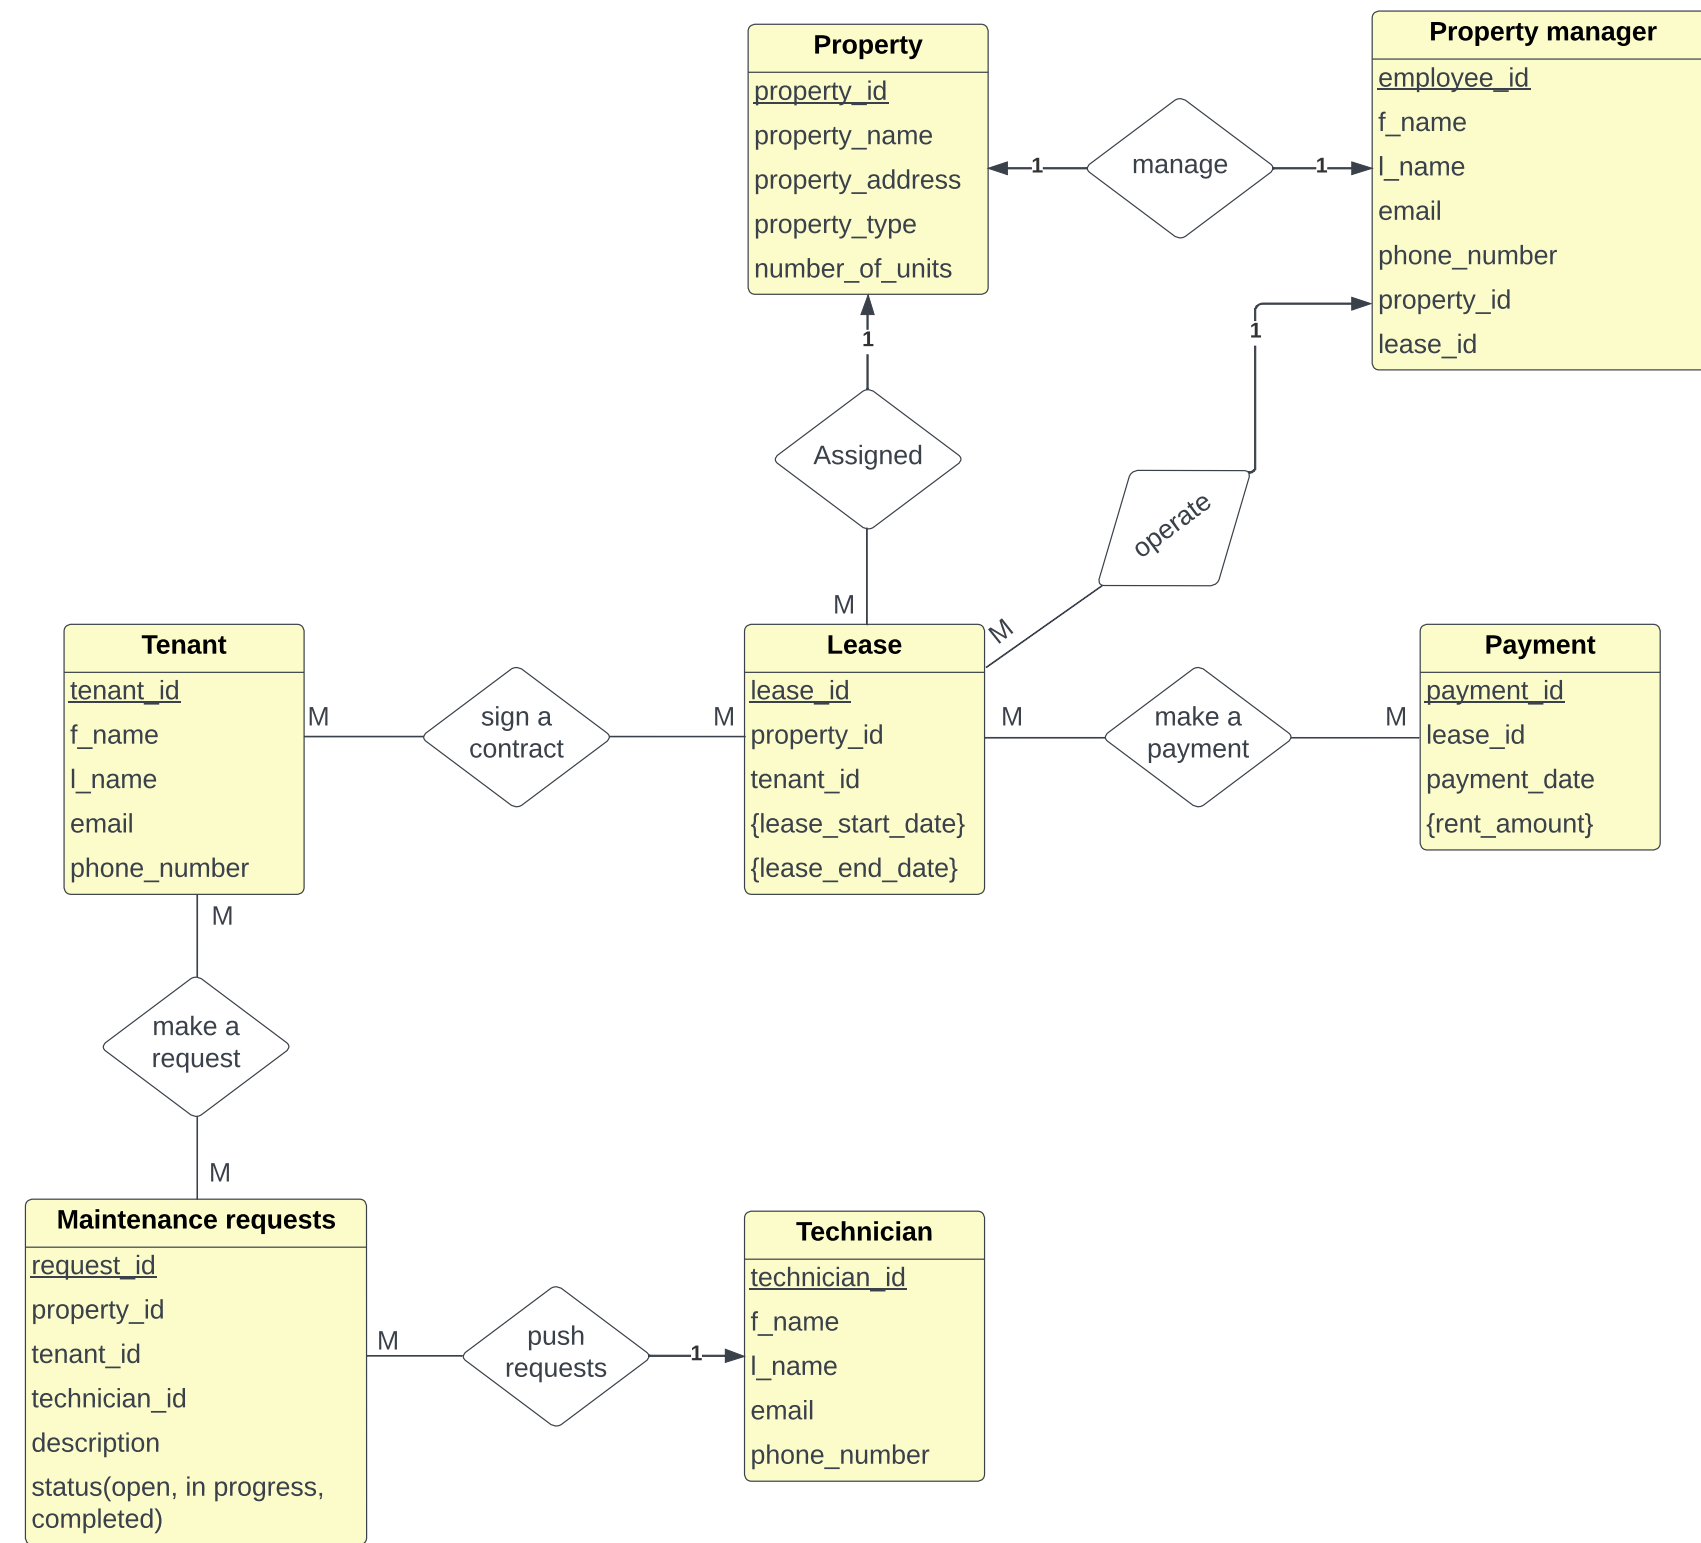 Property
property_id
property_name
property_address
property_type
number_of_units
Property manager
employee_id
f_name
l_name
email
phone_number
property_id
lease_id
1
manage
1
1
Assigned
M
1
operate
M
Tenant
tenant_id
f_name
l_name
email
phone_number
M
sign a
contract
M
Lease
lease_id
property_id
tenant_id
{lease_start_date}
{lease_end_date}
M
make a
payment
M
Payment
payment_id
lease_id
payment_date
{rent_amount}
M
make a
request
M
Maintenance requests
request_id
property_id
tenant_id
technician_id
description
status(open, in progress,
completed)
M
push
requests
1
Technician
technician_id
f_name
l_name
email
phone_number